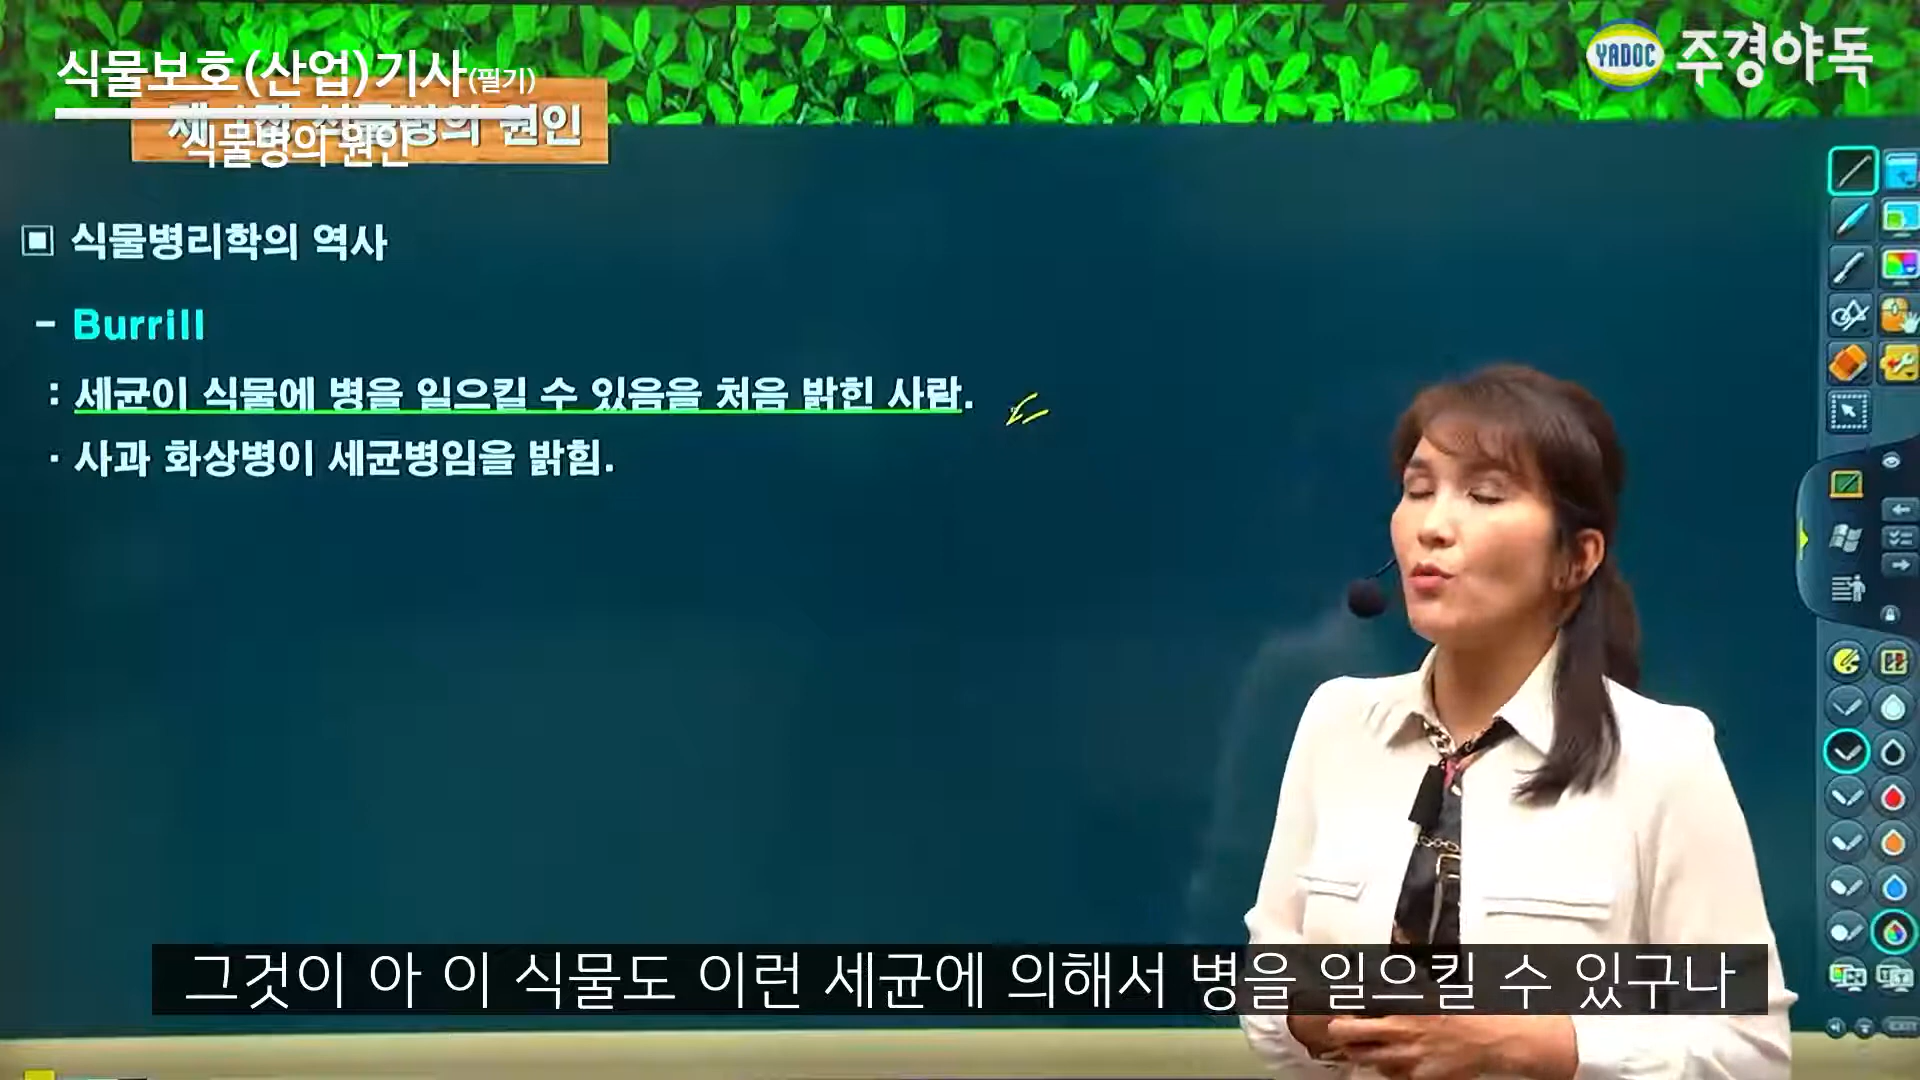 식물보호(산업)기사(필기)
YADOC 주경야독
식물병의 원인
▣ 식물병리학의 역사
- Burrill
: 세균이 식물에 병을 일으킬 수 있음을 처음 밝힌 사람.
· 사과 화상병이 세균병임을 밝힘.
그것이 아 이 식물도 이런 세균에 의해서 병을 일으킬 수 있구나